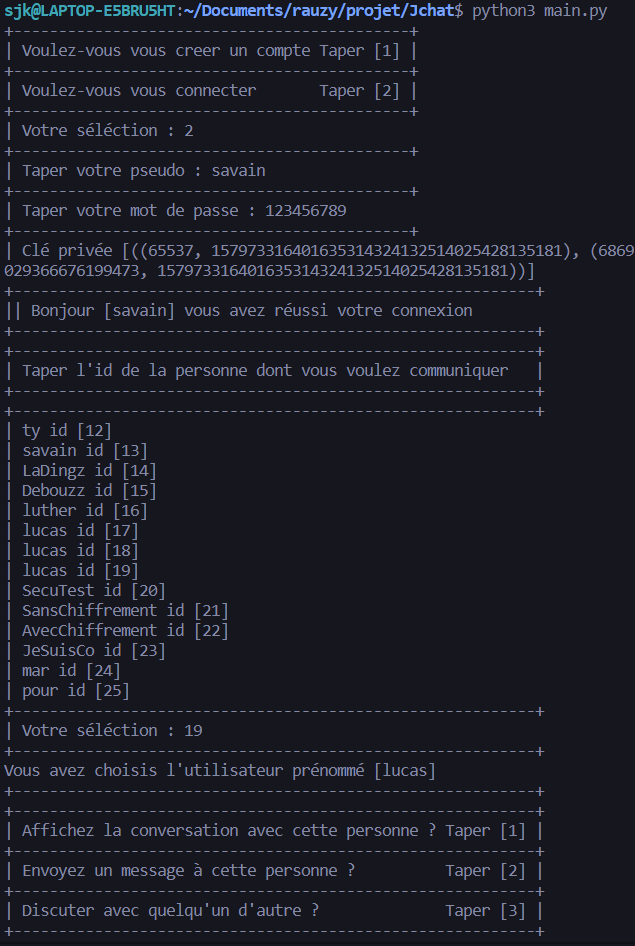 sjk@LAPTOP-E5BRU5HT:~/Documents/rauzy/projet/Jchat$ python3 main.py
+--------------------------------------------+
| Voulez-vous vous creer un compte Taper [1] |
+--------------------------------------------+
| Voulez-vous vous connecter       Taper [2] |
+--------------------------------------------+
| Votre séléction : 2
+--------------------------------------------+
| Taper votre pseudo : savain
+--------------------------------------------+
| Taper votre mot de passe : 123456789
+--------------------------------------------+
| Clé privée [((65537, 157973316401635314324132514025428135181), (6869
029366676199473, 157973316401635314324132514025428135181))]
+----------------------------------------------------------+
|| Bonjour [savain] vous avez réussi votre connexion
+----------------------------------------------------------+
+----------------------------------------------------------+
| Taper l'id de la personne dont vous voulez communiquer   |
+----------------------------------------------------------+
+----------------------------------------------------------+
| ty id [12]
| savain id [13]
| LaDingz id [14]
| Debouzz id [15]
| luther id [16]
| lucas id [17]
| lucas id [18]
| lucas id [19]
| SecuTest id [20]
| SansChiffrement id [21]
| AvecChiffrement id [22]
| JeSuisCo id [23]
| mar id [24]
| pour id [25]
+----------------------------------------------------------+
| Votre séléction : 19
+----------------------------------------------------------+
Vous avez choisis l'utilisateur prénommé [lucas]
+----------------------------------------------------------+
+----------------------------------------------------------+
| Affichez la conversation avec cette personne ? Taper [1] |
+----------------------------------------------------------+
| Envoyez un message à cette personne ?          Taper [2] |
+----------------------------------------------------------+
| Discuter avec quelqu'un d'autre ?              Taper [3] |
+----------------------------------------------------------+